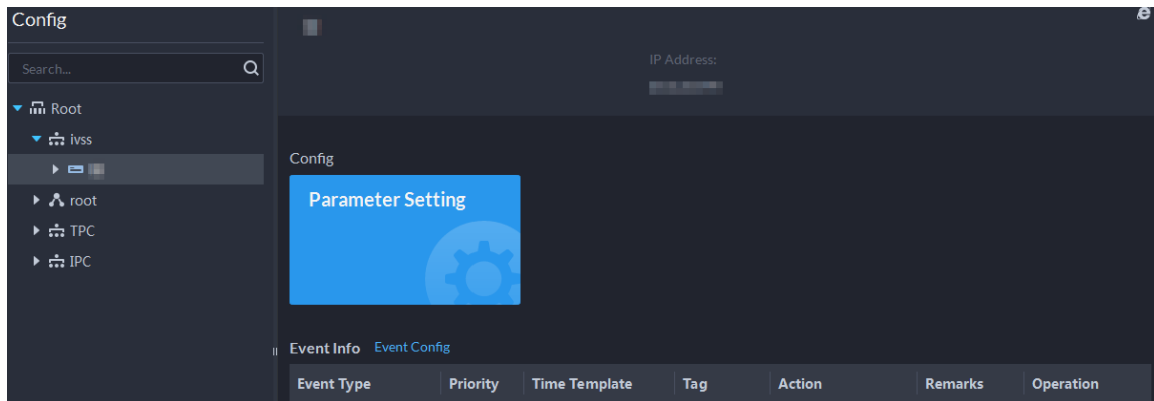 Config
Search...
Root
ivss
root
TPC
IPC
IP Address:
Config
Parameter Setting
Event Info Event Config
Event Type Priority Time Template Tag Action Remarks Operation